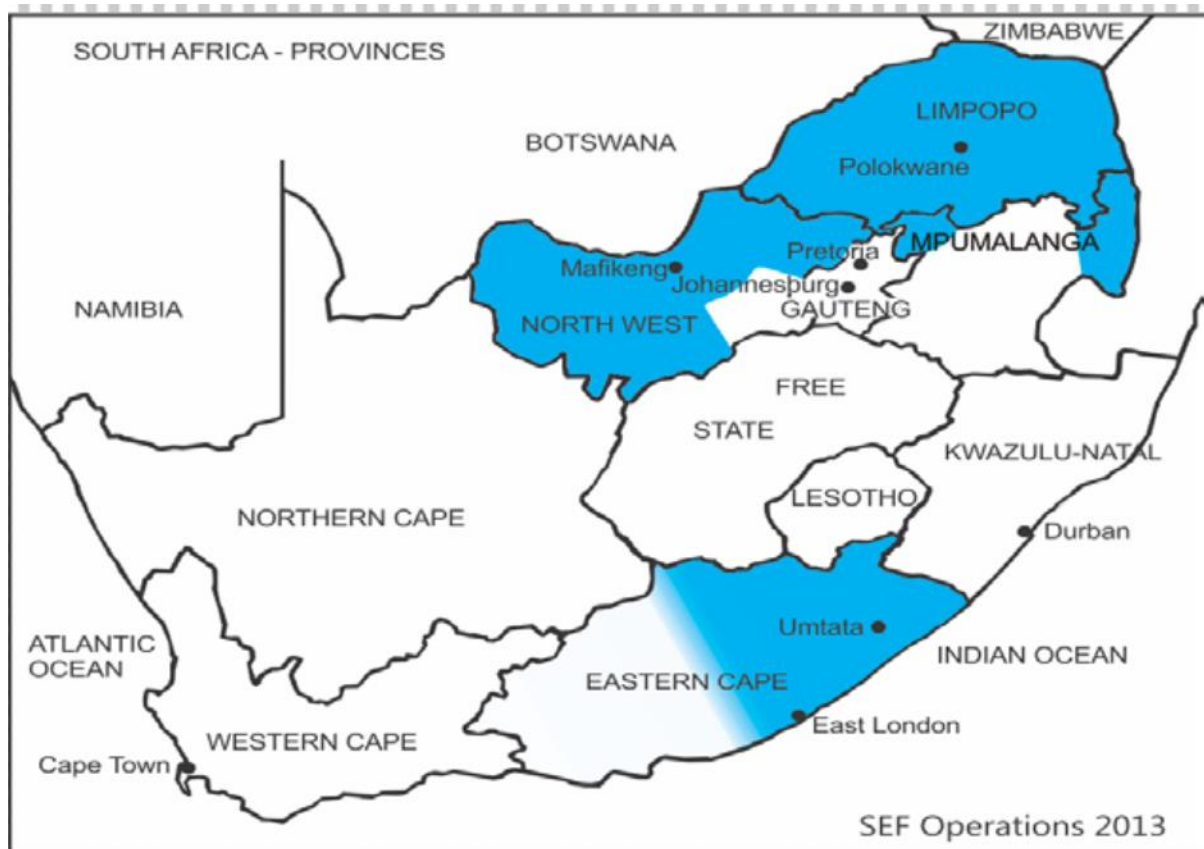 ZIMBABWE
SOUTH AFRICA - PROVINCES
LIMPOPO
BOTSWANA
Polokwane
MPUMALANGA
Pretoria
Mafikeng
Johannesburg
NAMIBIA
GAUTENG
NORTH WEST
FREE
STATE
KWAZULU-NATAL
LESOTHO
NORTHERN CAPE
Durban
Umtata
ATLANTIC
OCEAN
INDIAN OCEAN
EASTERN CAPE
East London
WESTERN CAPE
Cape Town
SEF Operations 2013